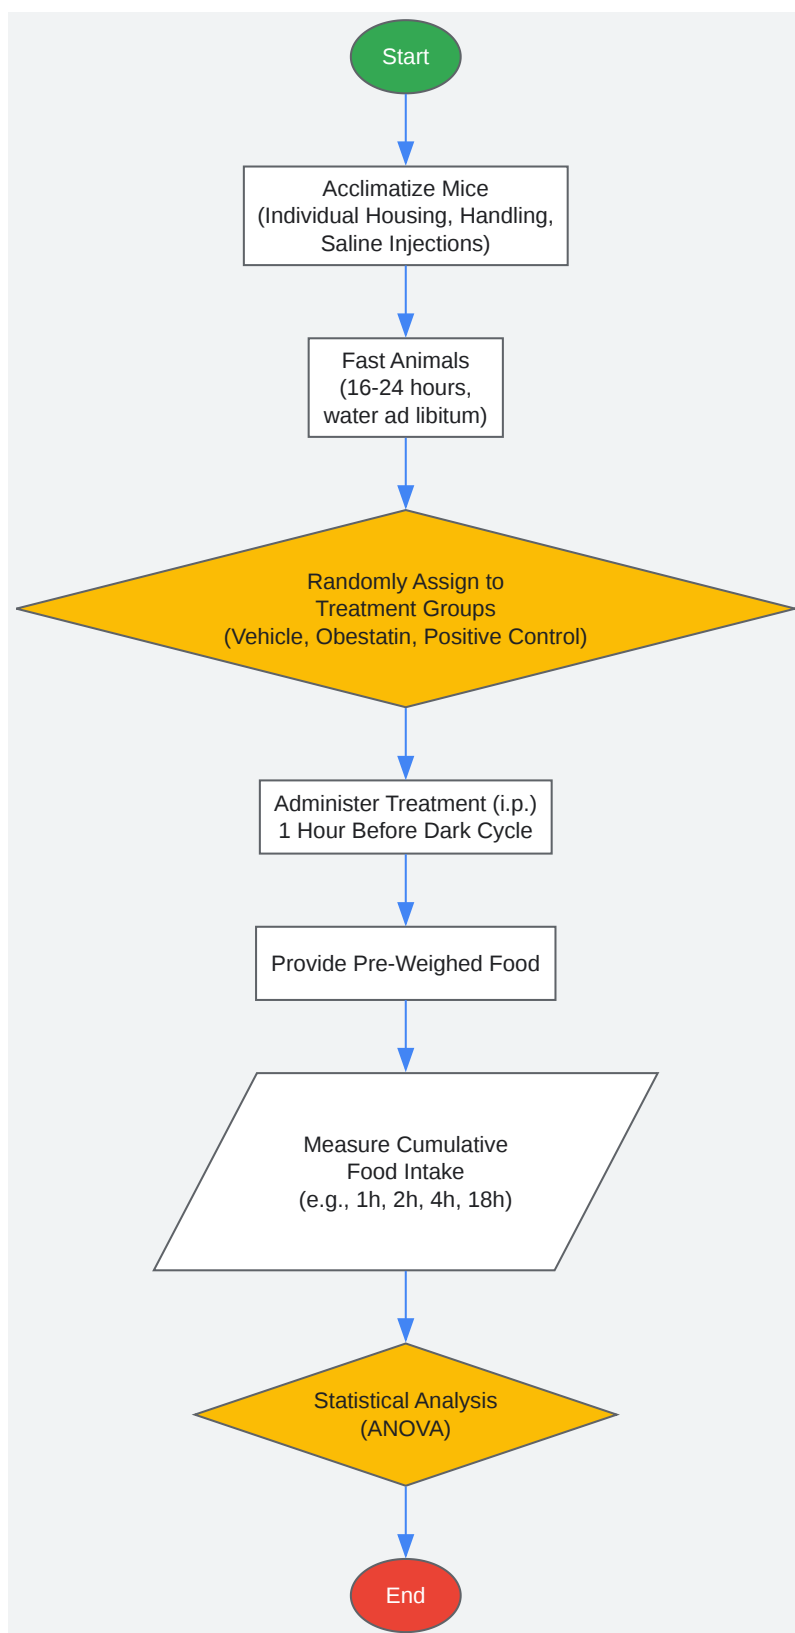 Start
Acclimatize Mice
(Individual Housing, Handling,
Saline Injections)
Fast Animals
(16-24 hours,
water ad libitum)
Randomly Assign to
Treatment Groups
(Vehicle, Obestatin, Positive Control)
Administer Treatment (i.p.)
1 Hour Before Dark Cycle
Provide Pre-Weighed Food
Measure Cumulative
Food Intake
(e.g., 1h, 2h, 4h, 18h)
Statistical Analysis
(ANOVA)
End